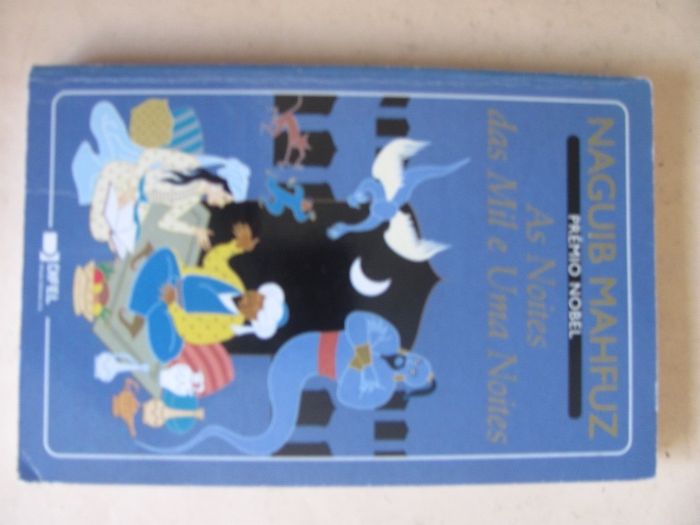 NAGUIB MAHFUZ
PRÉMIO NOBEL
As Noites
das Mil e Uma Noites
DIFEL